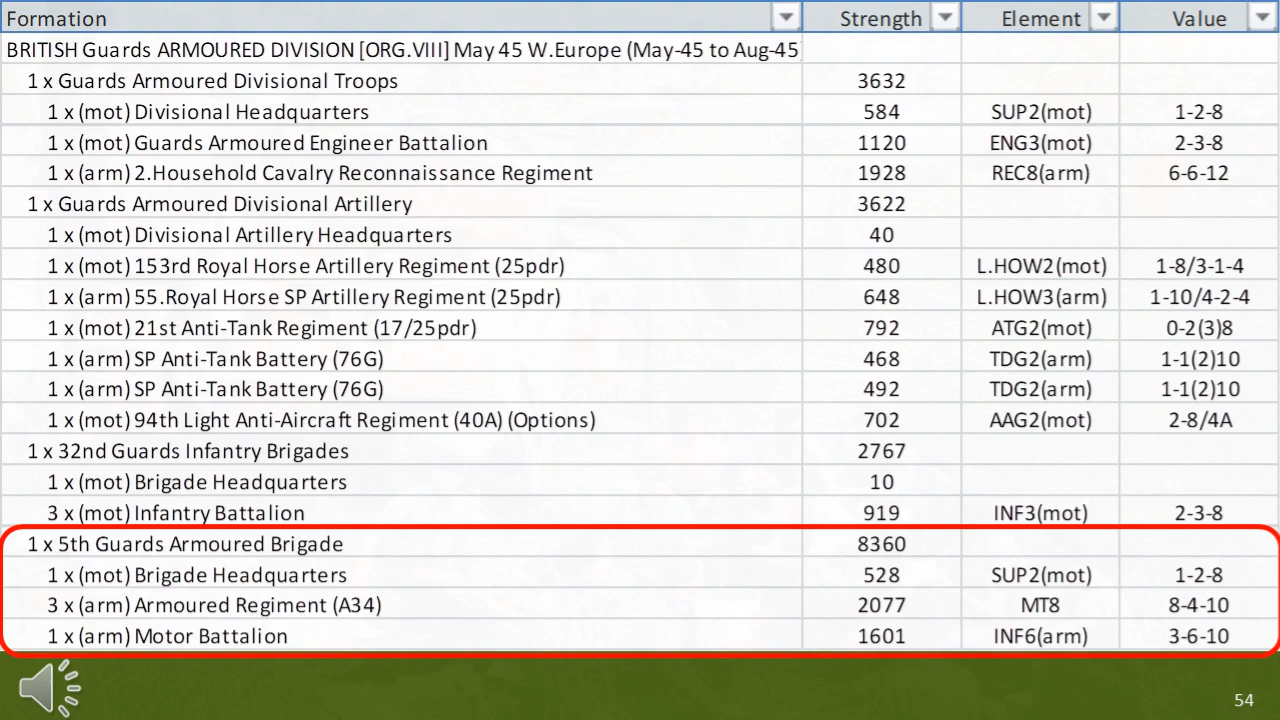 Formation Strength Element Value
BRITISH Guards ARMOURED DIVISION [ORG.VIII] May 45 W.Europe (May-45 to Aug-45)
1 x Guards Armoured Divisional Troops 3632
1 x (mot) Divisional Headquarters 584 SUP2(mot) 1-2-8
1 x (mot) Guards Armoured Engineer Battalion 1120 ENG3(mot) 2-3-8
1 x (arm) 2.Household Cavalry Reconnaissance Regiment 1928 REC8(arm) 6-6-12
1 x Guards Armoured Divisional Artillery 3622
1 x (mot) Divisional Artillery Headquarters 40
1 x (mot) 153rd Royal Horse Artillery Regiment (25pdr) 480 L.HOW2(mot) 1-8/3-1-4
1 x (arm) 55.Royal Horse SP Artillery Regiment (25pdr) 648 L.HOW3(arm) 1-10/4-2-4
1 x (mot) 21st Anti-Tank Regiment (17/25pdr) 792 ATG2(mot) 0-2(3)8
1 x (arm) SP Anti-Tank Battery (76G) 468 TDG2(arm) 1-1(2)10
1 x (arm) SP Anti-Tank Battery (76G) 492 TDG2(arm) 1-1(2)10
1 x (mot) 94th Light Anti-Aircraft Regiment (40A) (Options) 702 AAG2(mot) 2-8/4A
1 x 32nd Guards Infantry Brigades 2767
1 x (mot) Brigade Headquarters 10
3 x (mot) Infantry Battalion 919 INF3(mot) 2-3-8
1 x 5th Guards Armoured Brigade 8360
1 x (mot) Brigade Headquarters 528 SUP2(mot) 1-2-8
3 x (arm) Armoured Regiment (A34) 2077 MT8 8-4-10
1 x (arm) Motor Battalion 1601 INF6(arm) 3-6-10
54